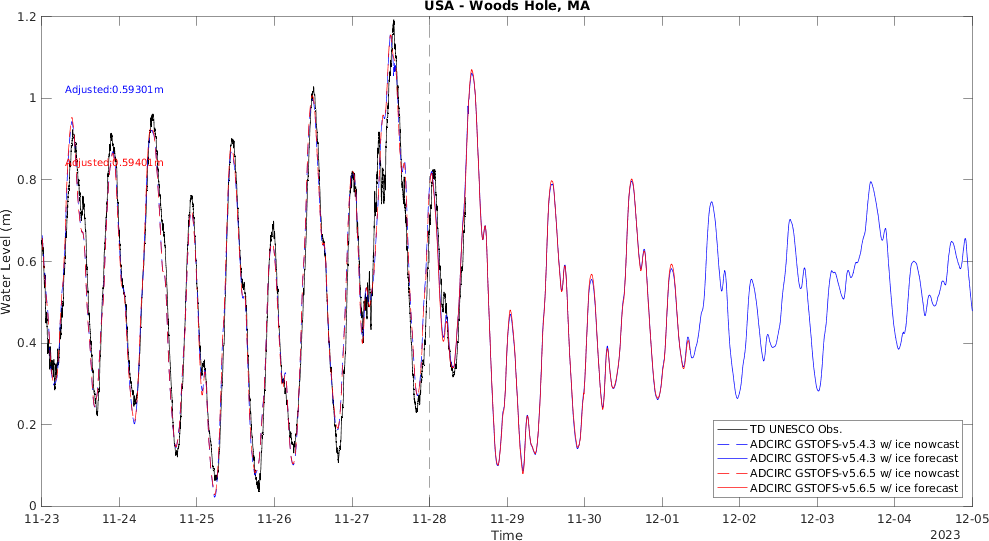 USA - Woods Hole, MA
1.2
1
0.8
0.6
0.4
0.2
0
Water Level (m)
Adjusted:0.59301m
Adjusted:0.59401m
TD UNESCO Obs.
ADCIRC GSTOFS-v5.4.3 w/ ice nowcast
ADCIRC GSTOFS-v5.4.3 w/ ice forecast
ADCIRC GSTOFS-v5.6.5 w/ ice nowcast
ADCIRC GSTOFS-v5.6.5 w/ ice forecast
11-23 11-24 11-25 11-26 11-27 11-28 11-29 11-30 12-01 12-02 12-03 12-04 12-05
Time
2023